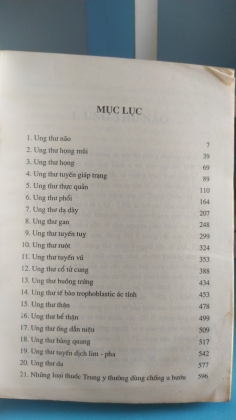 MỤC LỤC
1. Ung thư não 7
2. Ung thư họng mũi 39
3. Ung thư họng 69
4. Ung thư tuyến giáp trạng 89
5. Ung thư thực quản 110
6. Ung thư phổi 164
7. Ung thư dạ dày 207
8. Ung thư gan 248
9. Ung thư tuyến tuỵ 299
10. Ung thư ruột 324
11. Ung thư tuyến vú 353
12. Ung thư cổ tử cung 388
13. Ung thư buồng trứng 434
14. Ung thư tế bào trophoblastic ác tính 453
15. Ung thư thận 478
16. Ung thư bể thận 499
17. Ung thư ống dẫn niệu 509
18. Ung thư bàng quang 517
19. Ung thư tuyến dịch lim - pha 542
20. Ung thư da 577
21. Những loại thuốc Trung y thường dùng chống u bướu 596